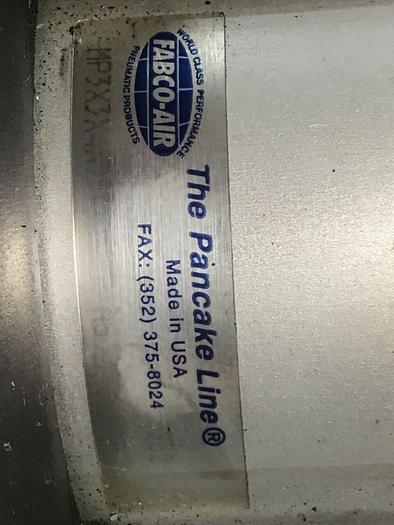 WORLD CLASS PERFORMANCE
FABCO-AIR
PNEUMATIC PRODUCTS
The Pancake Line®
Made in USA
FAX: (352) 375-8024